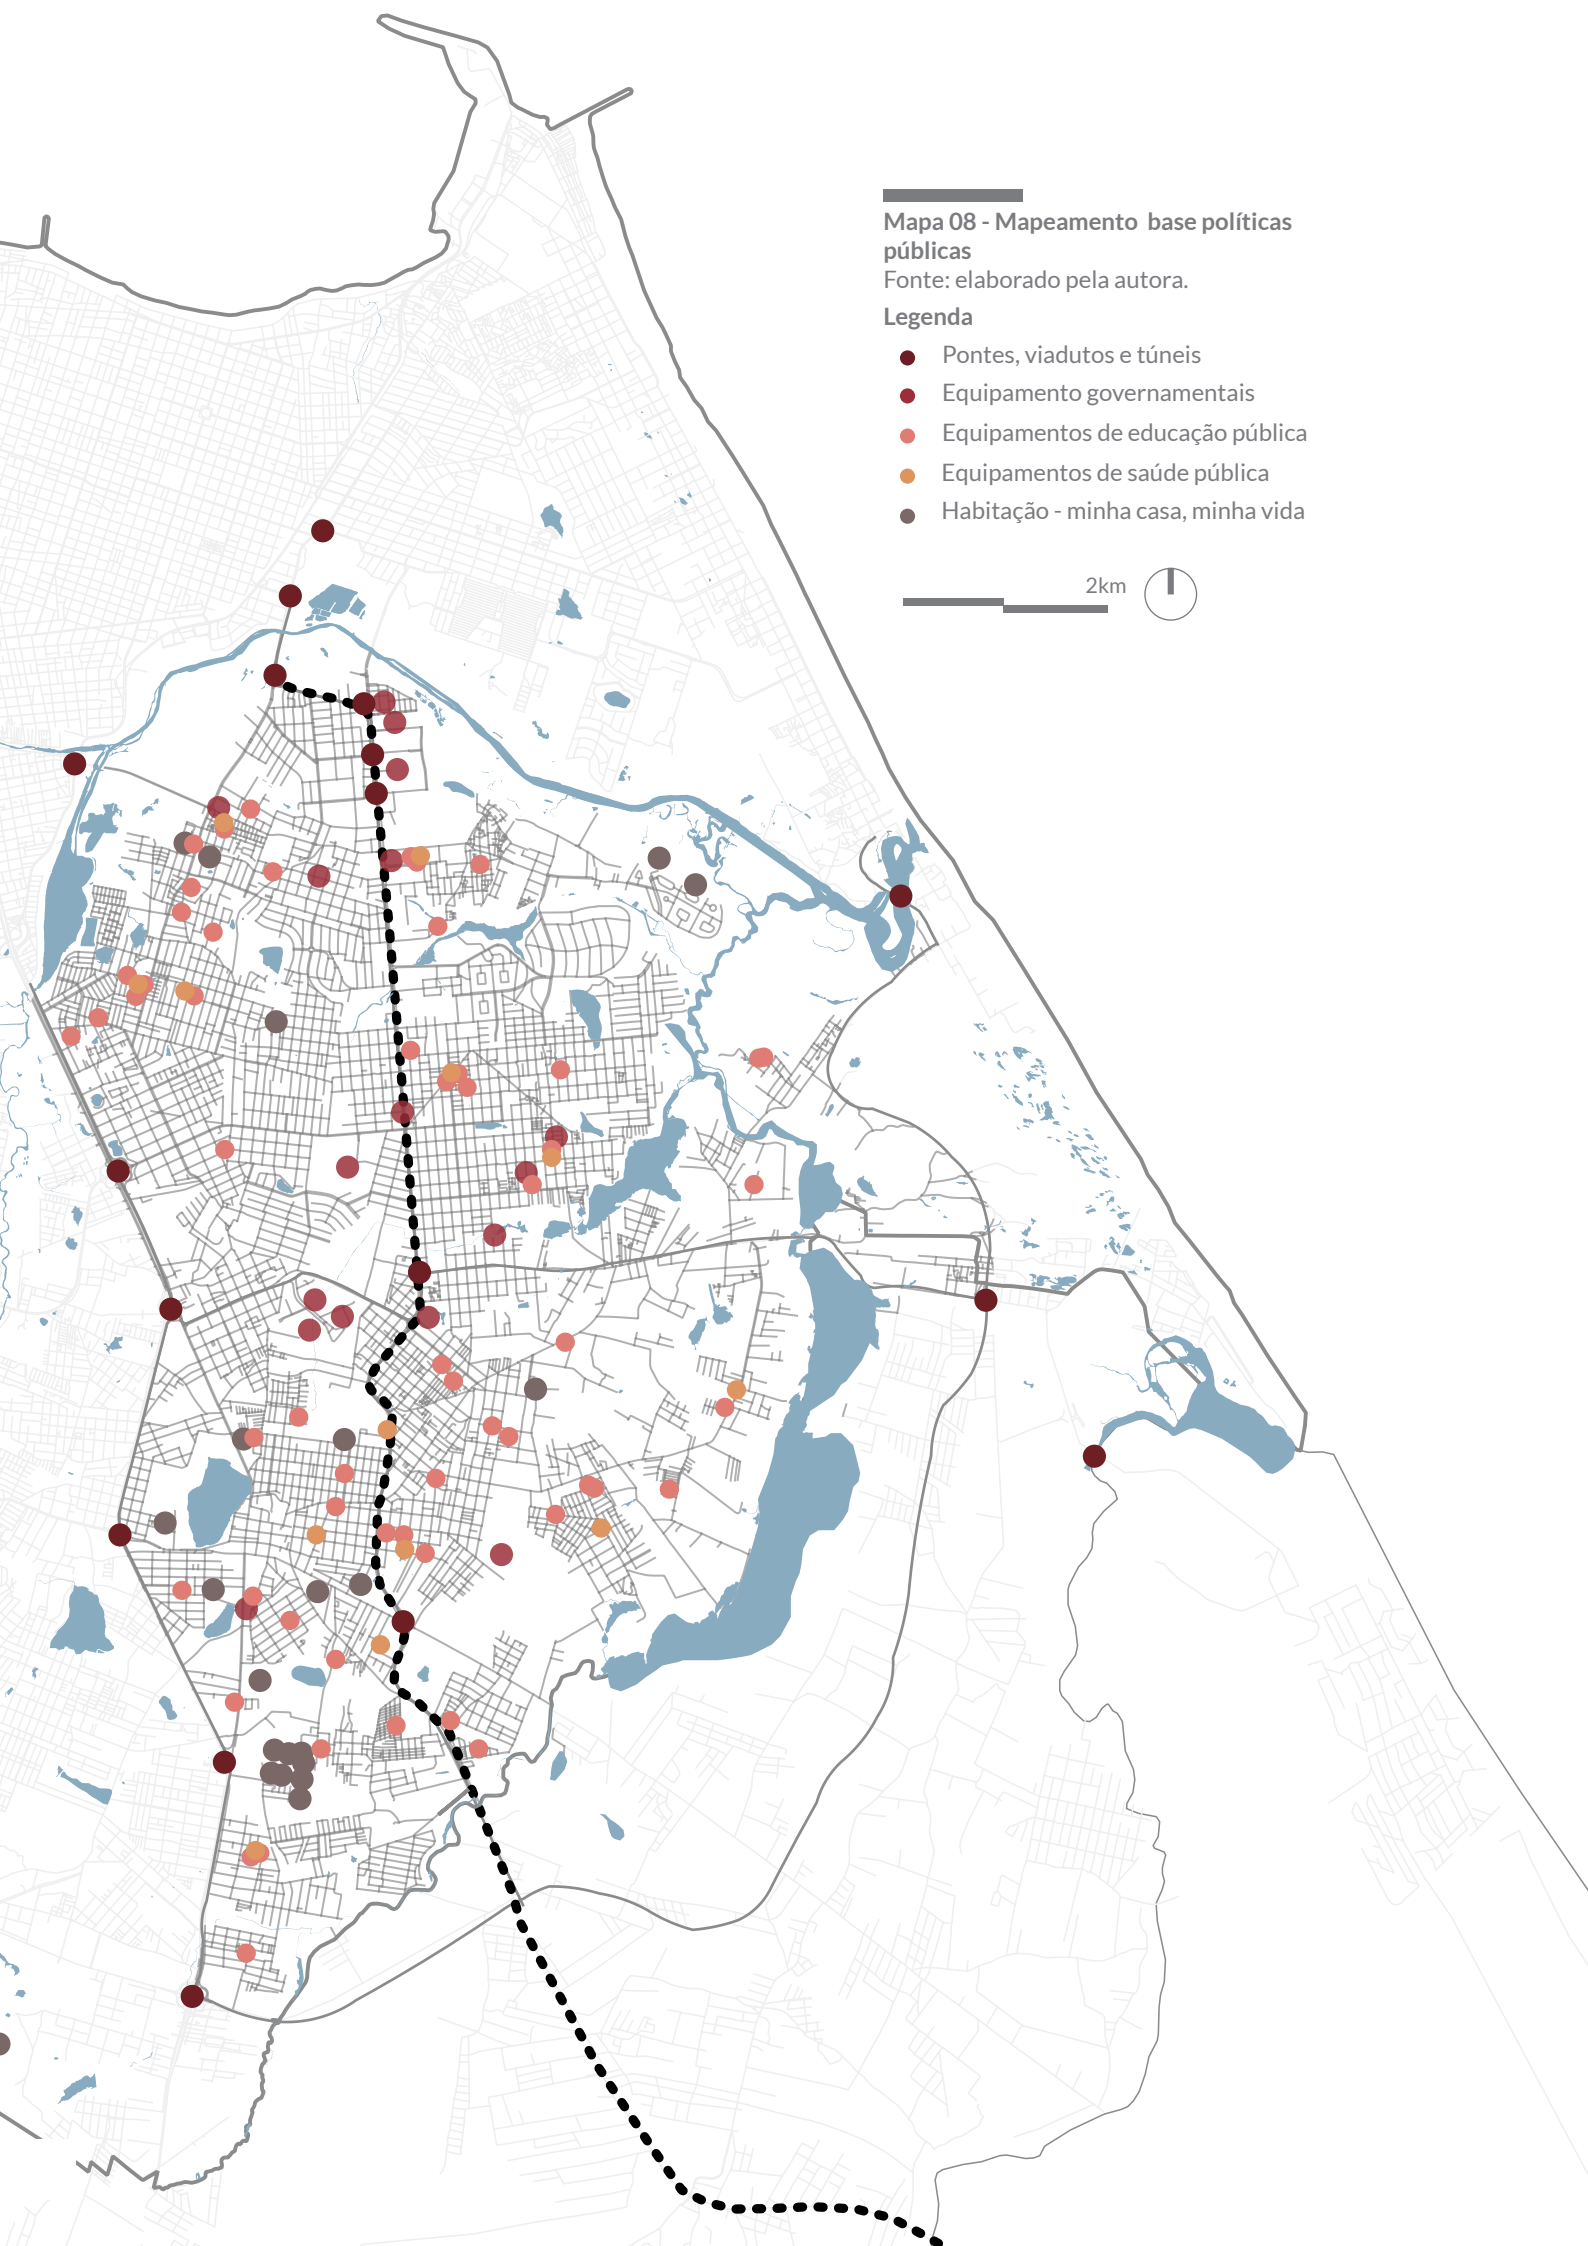 Mapa 08 - Mapeamento  base políticas
públicas
Fonte: elaborado pela autora.
Legenda
Pontes, viadutos e túneis
Equipamento governamentais
Equipamentos de educação pública
Equipamentos de saúde pública
Habitação - minha casa, minha vida
2km